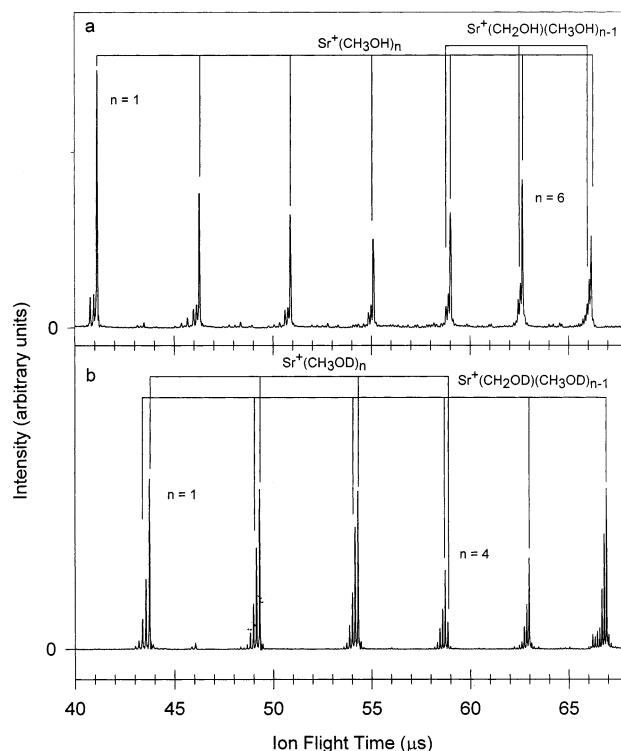 a
Sr+(CH3OH)n
Sr+(CH2OH)(CH3OH)n-1
n = 1
n = 6
0
b
Sr+(CH3OD)n
Sr+(CH2OD)(CH3OD)n-1
n = 1
n = 4
0
Intensity (arbitrary units)
40 45 50 55 60 65
Ion Flight Time (μs)